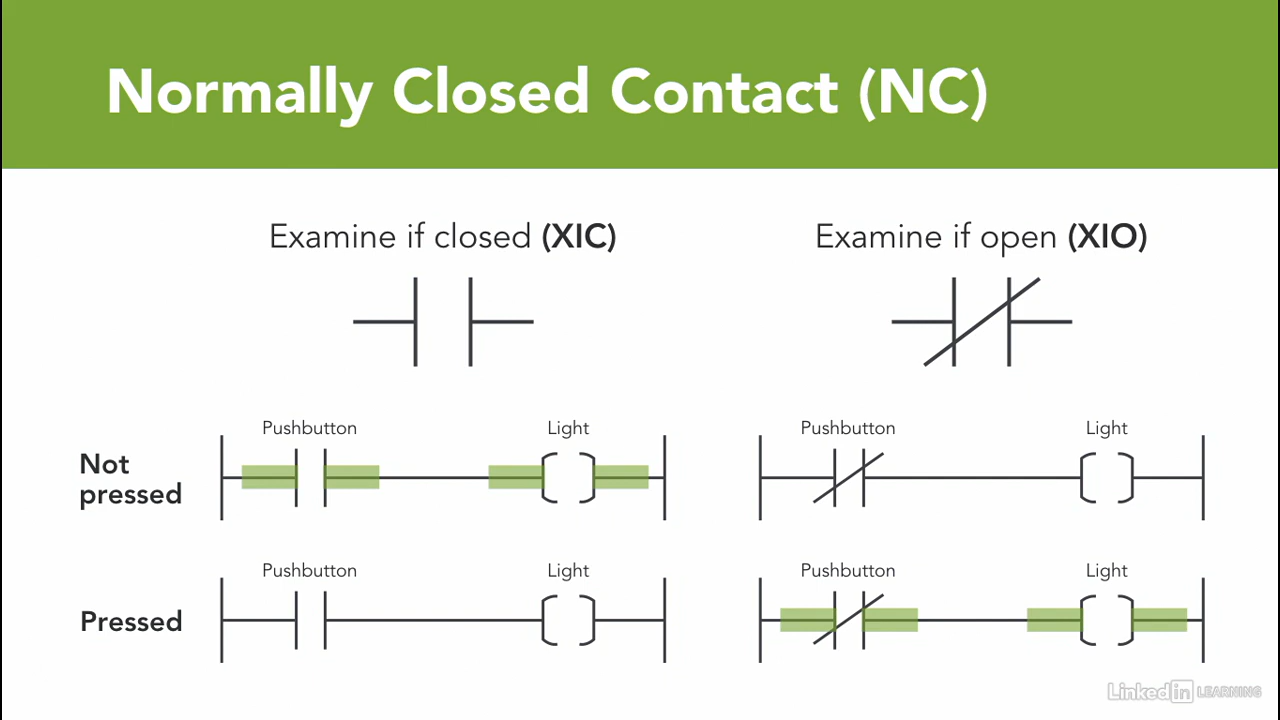 Normally Closed Contact (NC)
Examine if closed (XIC)
Examine if open (XIO)
Pushbutton
Light
Pushbutton
Light
Not
pressed
Pushbutton
Light
Pushbutton
Light
Pressed
Linked in LEARNING